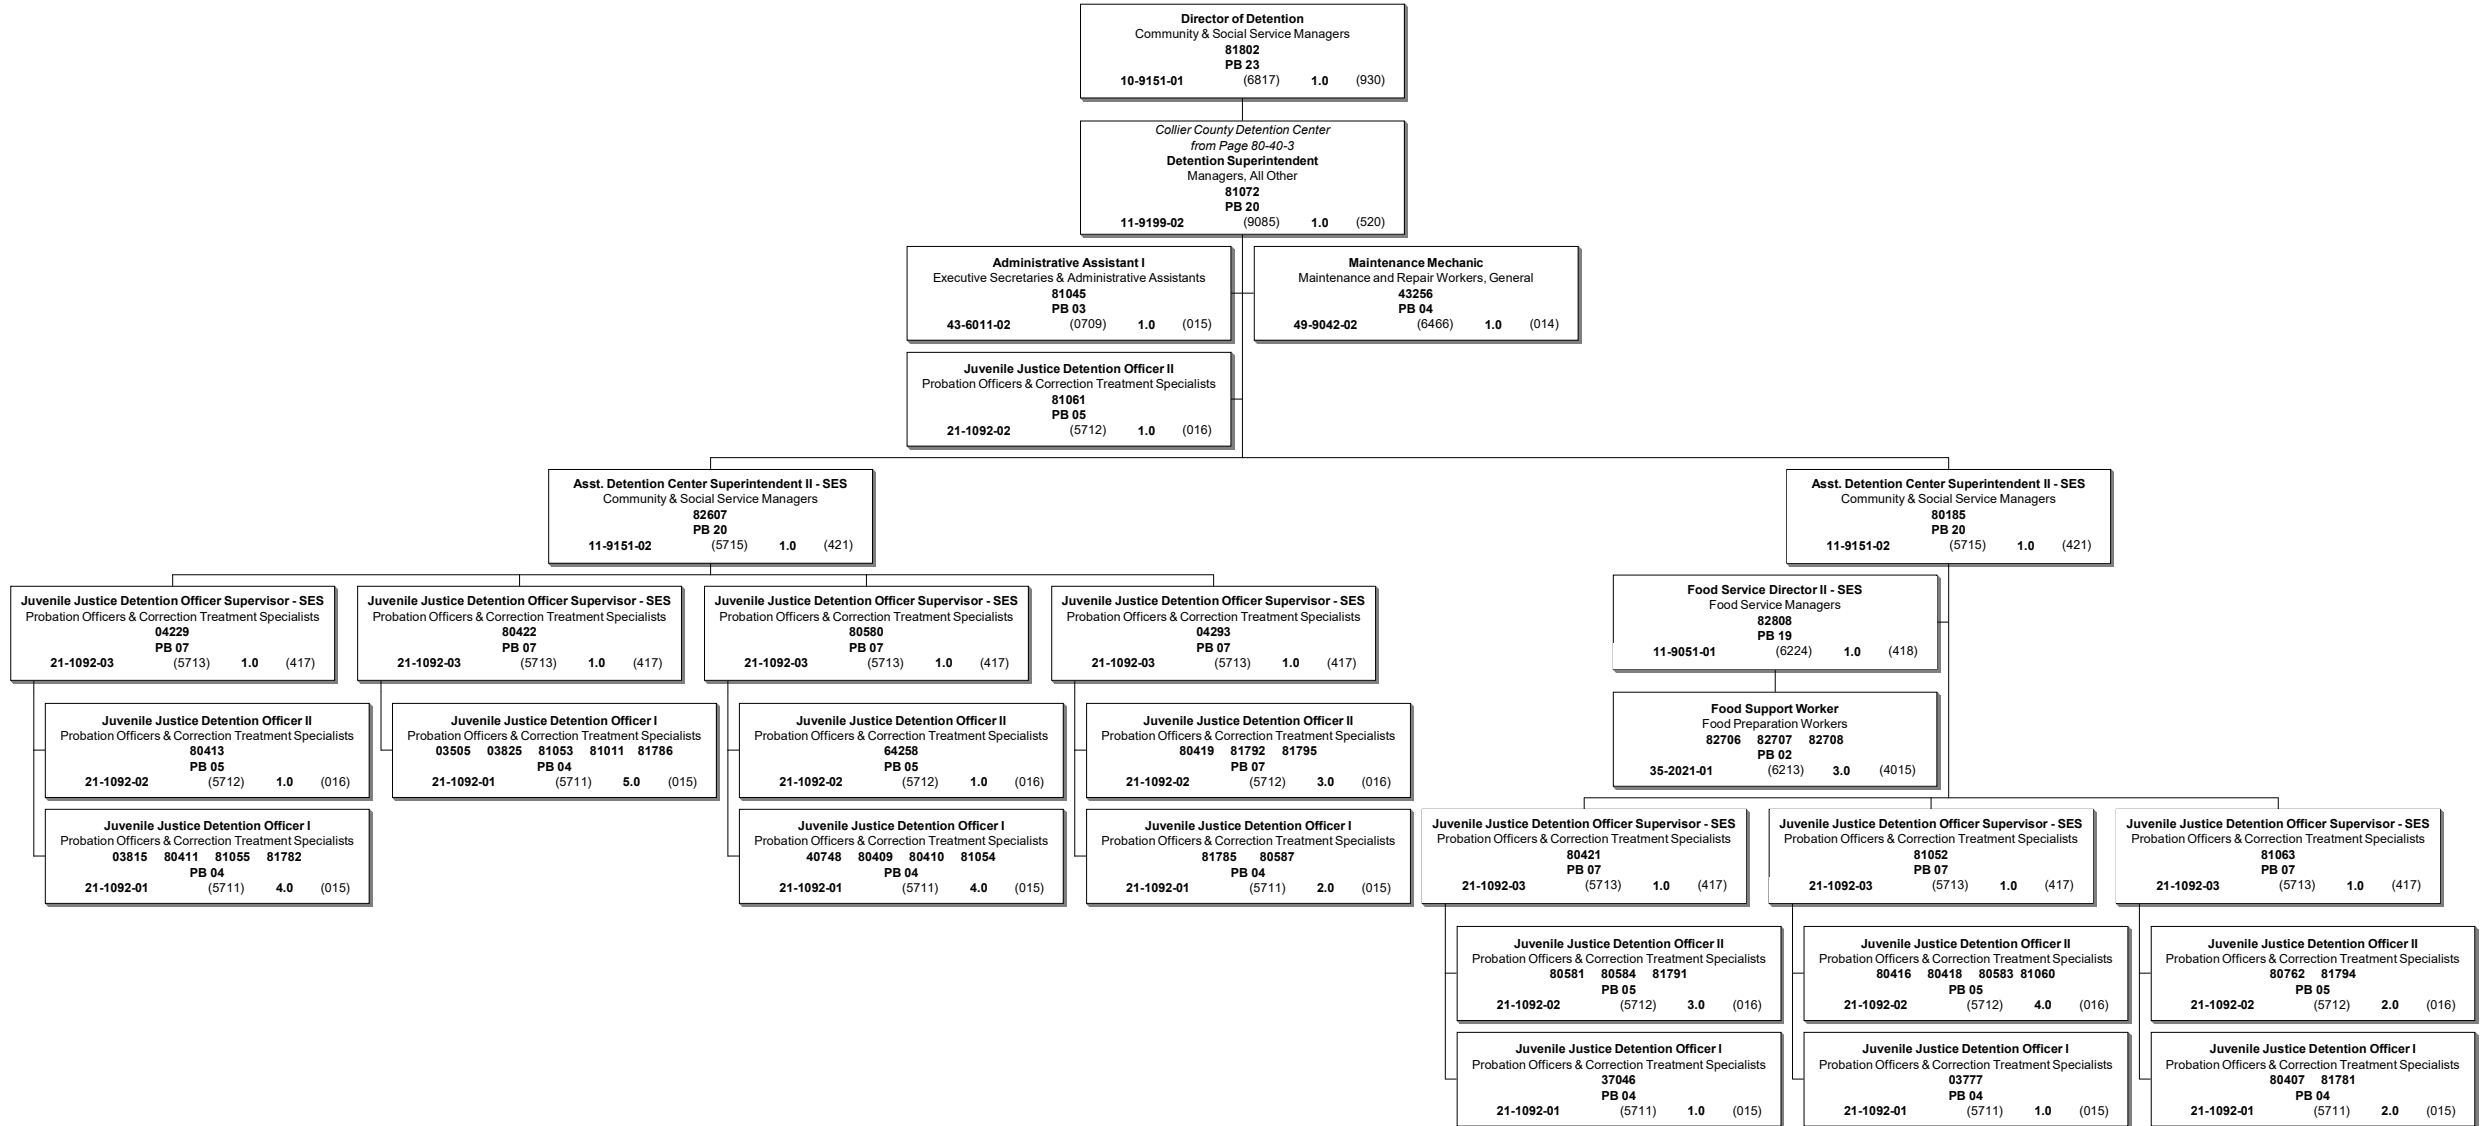 Director of Detention
Community & Social Service Managers
81802
PB 23
10-9151-01 (6817) 1.0 (930)
Collier County Detention Center
from Page 80-40-3
Detention Superintendent
Managers, All Other
81072
PB 20
11-9199-02 (9085) 1.0 (520)
Administrative Assistant I
Executive Secretaries & Administrative Assistants
81045
PB 03
43-6011-02 (0709) 1.0 (015)
Maintenance Mechanic
Maintenance and Repair Workers, General
43256
PB 04
49-9042-02 (6466) 1.0 (014)
Juvenile Justice Detention Officer II
Probation Officers & Correction Treatment Specialists
81061
PB 05
21-1092-02 (5712) 1.0 (016)
Asst. Detention Center Superintendent II - SES
Community & Social Service Managers
82607
PB 20
11-9151-02 (5715) 1.0 (421)
Asst. Detention Center Superintendent II - SES
Community & Social Service Managers
80185
PB 20
11-9151-02 (5715) 1.0 (421)
Juvenile Justice Detention Officer Supervisor - SES
Probation Officers & Correction Treatment Specialists
04229
PB 07
21-1092-03 (5713) 1.0 (417)
Juvenile Justice Detention Officer Supervisor - SES
Probation Officers & Correction Treatment Specialists
80422
PB 07
21-1092-03 (5713) 1.0 (417)
Juvenile Justice Detention Officer Supervisor - SES
Probation Officers & Correction Treatment Specialists
80580
PB 07
21-1092-03 (5713) 1.0 (417)
Juvenile Justice Detention Officer Supervisor - SES
Probation Officers & Correction Treatment Specialists
04293
PB 07
21-1092-03 (5713) 1.0 (417)
Food Service Director II - SES
Food Service Managers
82808
PB 19
11-9051-01 (6224) 1.0 (418)
Juvenile Justice Detention Officer II
Probation Officers & Correction Treatment Specialists
80413
PB 05
21-1092-02 (5712) 1.0 (016)
Juvenile Justice Detention Officer I
Probation Officers & Correction Treatment Specialists
03505 03825 81053 81011 81786
PB 04
21-1092-01 (5711) 5.0 (015)
Juvenile Justice Detention Officer II
Probation Officers & Correction Treatment Specialists
64258
PB 05
21-1092-02 (5712) 1.0 (016)
Juvenile Justice Detention Officer II
Probation Officers & Correction Treatment Specialists
80419 81792 81795
PB 07
21-1092-02 (5712) 3.0 (016)
Food Support Worker
Food Preparation Workers
82706 82707 82708
PB 02
35-2021-01 (6213) 3.0 (4015)
Juvenile Justice Detention Officer I
Probation Officers & Correction Treatment Specialists
03815 80411 81055 81782
PB 04
21-1092-01 (5711) 4.0 (015)
Juvenile Justice Detention Officer I
Probation Officers & Correction Treatment Specialists
40748 80409 80410 81054
PB 04
21-1092-01 (5711) 4.0 (015)
Juvenile Justice Detention Officer I
Probation Officers & Correction Treatment Specialists
81785 80587
PB 04
21-1092-01 (5711) 2.0 (015)
Juvenile Justice Detention Officer Supervisor - SES
Probation Officers & Correction Treatment Specialists
80421
PB 07
21-1092-03 (5713) 1.0 (417)
Juvenile Justice Detention Officer Supervisor - SES
Probation Officers & Correction Treatment Specialists
81052
PB 07
21-1092-03 (5713) 1.0 (417)
Juvenile Justice Detention Officer Supervisor - SES
Probation Officers & Correction Treatment Specialists
81063
PB 07
21-1092-03 (5713) 1.0 (417)
Juvenile Justice Detention Officer II
Probation Officers & Correction Treatment Specialists
80581 80584 81791
PB 05
21-1092-02 (5712) 3.0 (016)
Juvenile Justice Detention Officer II
Probation Officers & Correction Treatment Specialists
80416 80418 80583 81060
PB 05
21-1092-02 (5712) 4.0 (016)
Juvenile Justice Detention Officer II
Probation Officers & Correction Treatment Specialists
80762 81794
PB 05
21-1092-02 (5712) 2.0 (016)
Juvenile Justice Detention Officer I
Probation Officers & Correction Treatment Specialists
37046
PB 04
21-1092-01 (5711) 1.0 (015)
Juvenile Justice Detention Officer I
Probation Officers & Correction Treatment Specialists
03777
PB 04
21-1092-01 (5711) 1.0 (015)
Juvenile Justice Detention Officer I
Probation Officers & Correction Treatment Specialists
80407 81781
PB 04
21-1092-01 (5711) 2.0 (015)